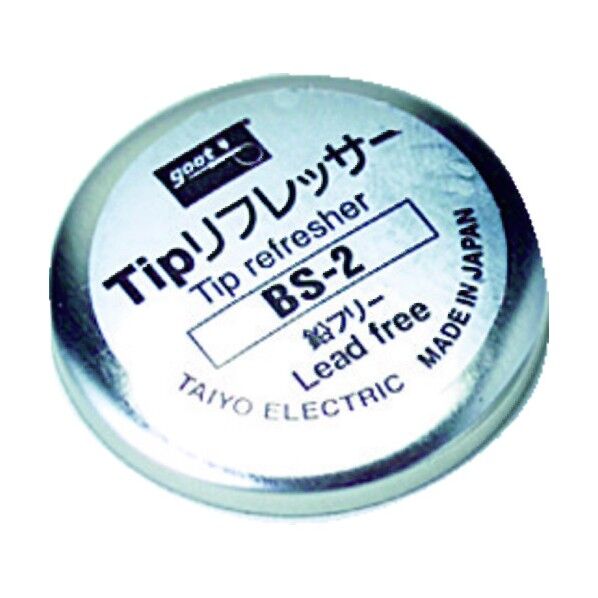 goot
Tipリフレッサー
Tip refresher
BS-2
鉛フリー
Lead free
TAIYO ELECTRIC MADE IN JAPAN